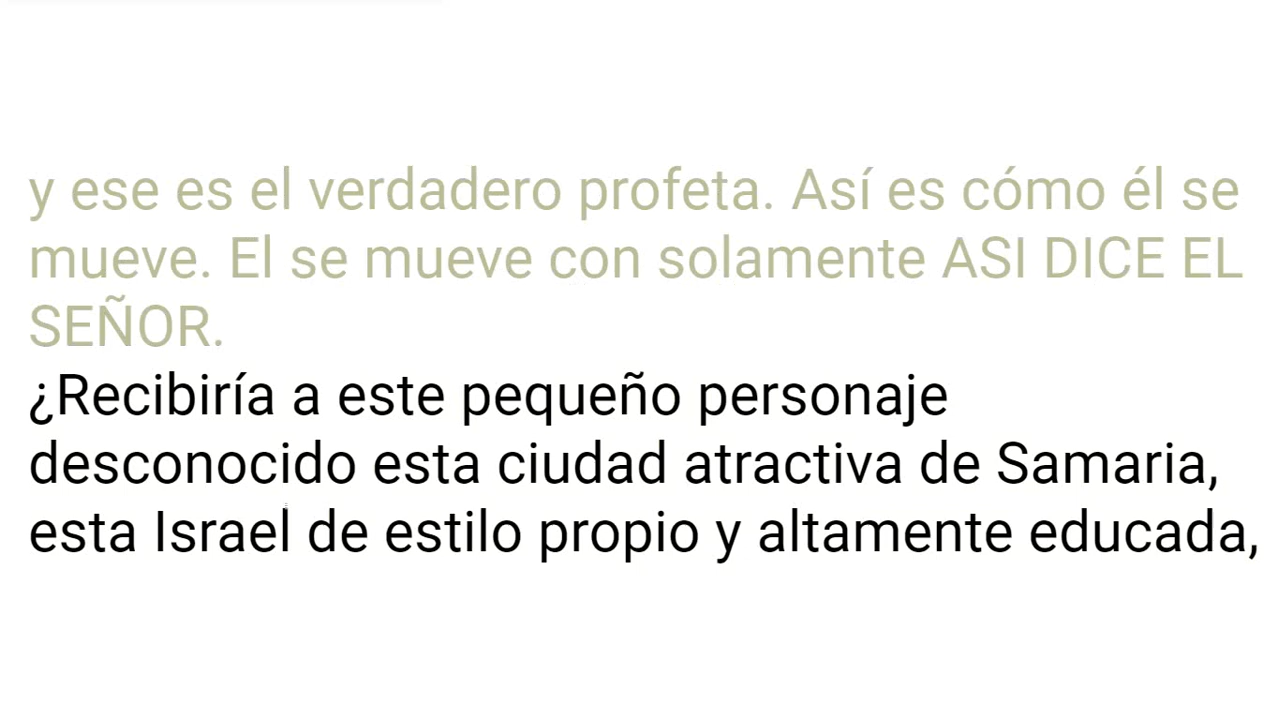 y ese es el verdadero profeta. Así es cómo él se
mueve. El se mueve con solamente ASI DICE EL
SEÑOR.
¿Recibiría a este pequeño personaje
desconocido esta ciudad atractiva de Samaria,
esta Israel de estilo propio y altamente educada,